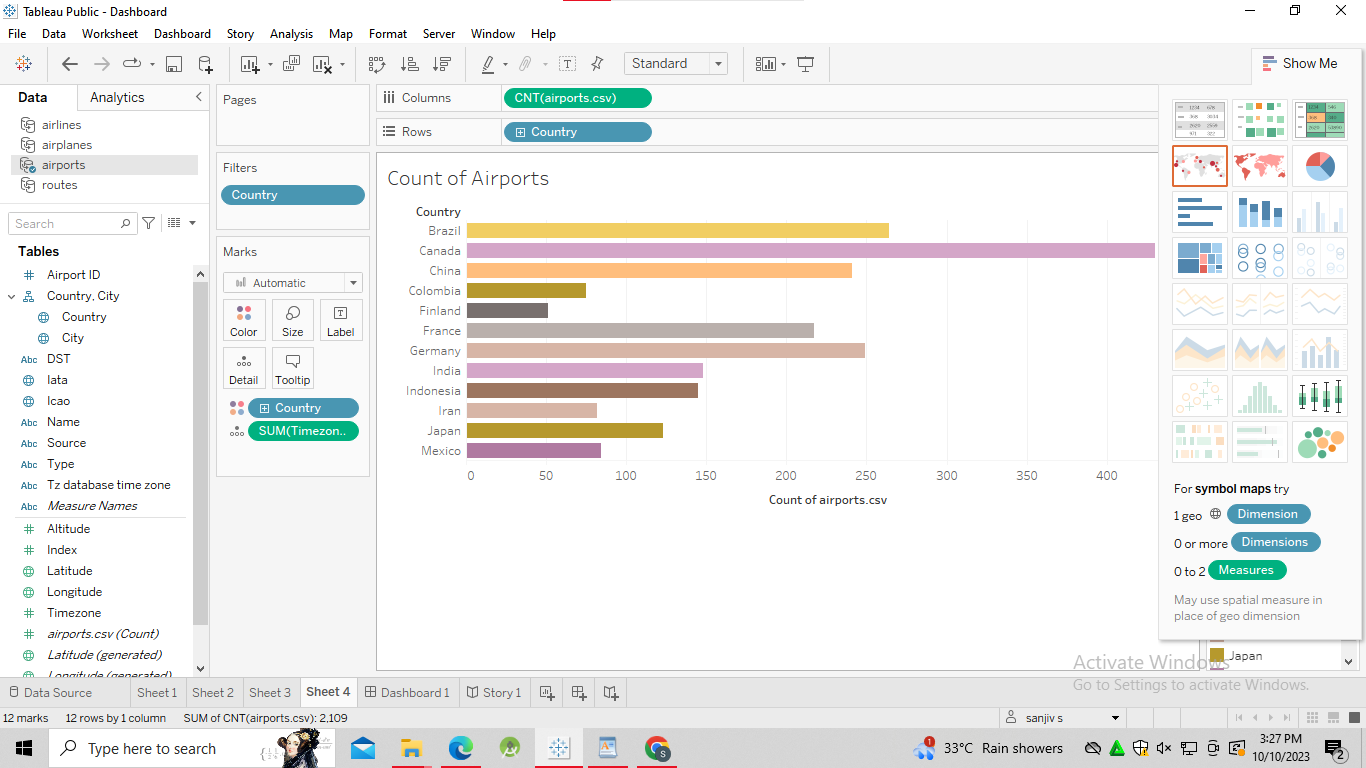 Tableau Public - Dashboard
File Data Worksheet Dashboard Story Analysis Map Format Server Window Help
Standard
Show Me
Data Analytics
airlines
airplanes
airports
routes
Search
Tables
# Airport ID
Country, City
Country
City
Abc DST
Iata
Icao
Abc Name
Abc Source
Abc Type
Abc Tz database time zone
Abc Measure Names
# Altitude
# Index
Latitude
Longitude
# Timezone
# airports.csv (Count)
Latitude (generated)
Longitude (generated)
Pages
Filters
Country
Marks
Automatic
Color Size Label
Detail Tooltip
Country
SUM(Timezon..
Columns CNT(airports.csv)
Rows Country
Count of Airports
Country
Brazil
Canada
China
Colombia
Finland
France
Germany
India
Indonesia
Iran
Japan
Mexico
0 50 100 150 200 250 300 350 400
Count of airports.csv
For symbol maps try
1 geo Dimension
0 or more Dimensions
0 to 2 Measures
May use spatial measure in
place of geo dimension
Japan
Activate Windows
Go to Settings to activate Windows.
Data Source Sheet 1 Sheet 2 Sheet 3 Sheet 4 Dashboard 1 Story 1
12 marks 12 rows by 1 column SUM of CNT(airports.csv): 2,109
sanjiv s
Type here to search
33°C Rain showers
3:27 PM
10/10/2023
2